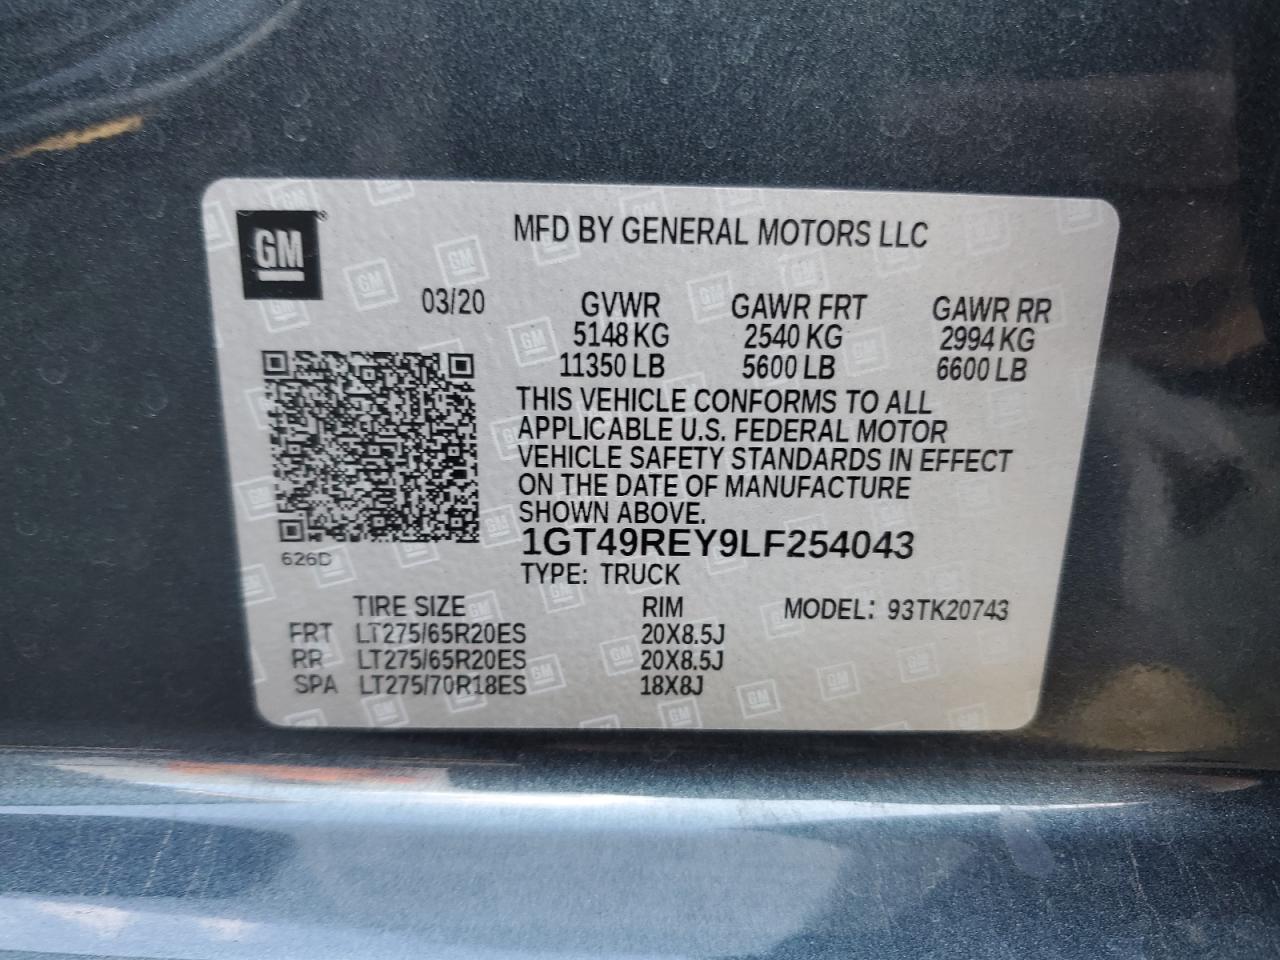 GM®
MFD BY GENERAL MOTORS LLC
03/20 GVWR GAWR FRT GAWR RR
5148 KG 2540 KG 2994 KG
11350 LB 5600 LB 6600 LB
THIS VEHICLE CONFORMS TO ALL
APPLICABLE U.S. FEDERAL MOTOR
VEHICLE SAFETY STANDARDS IN EFFECT
ON THE DATE OF MANUFACTURE
SHOWN ABOVE.
1GT49REY9LF254043
626D
TYPE: TRUCK
TIRE SIZE RIM MODEL: 93TK20743
FRT LT275/65R20ES 20X8.5J
RR LT275/65R20ES 20X8.5J
SPA LT275/70R18ES 18X8J